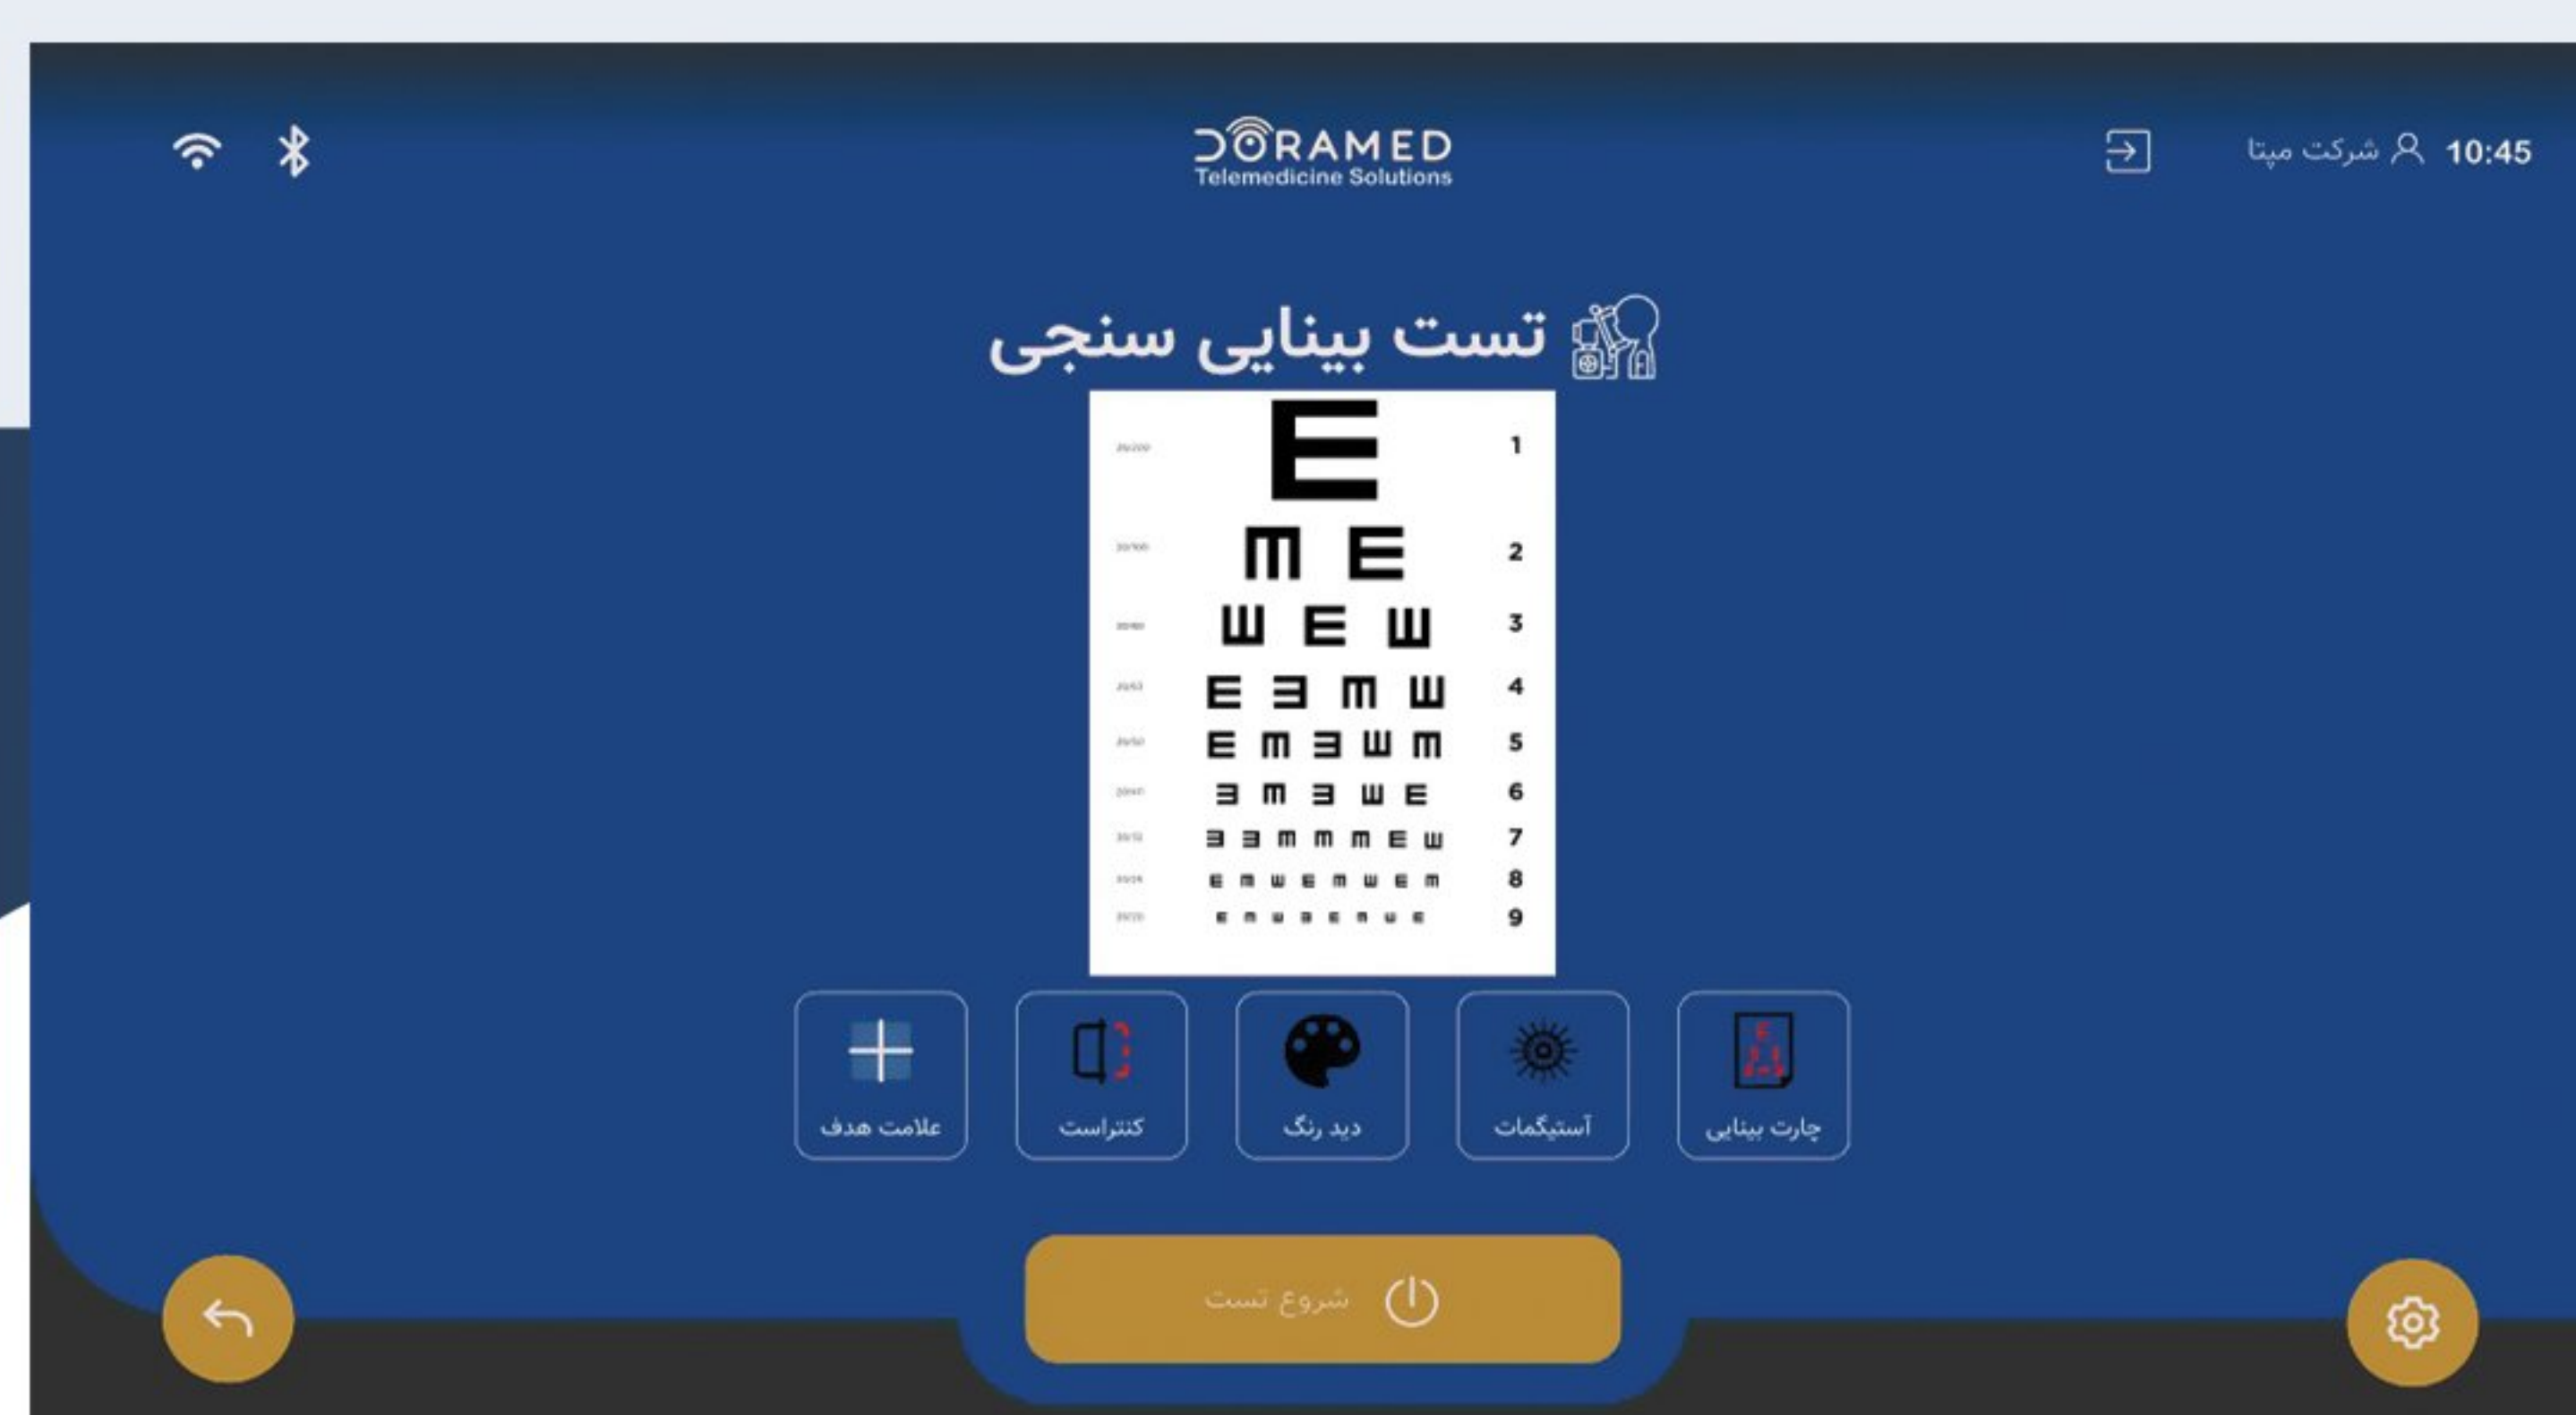 10:45 شرکت مپتا
DORAMED
Telemedicine Solutions
تست بینایی سنجی
E 1
2
3
4
5
6
7
8
9
چارت بینایی
آستیگمات
دید رنگ
کنتراست
علامت هدف
شروع تست